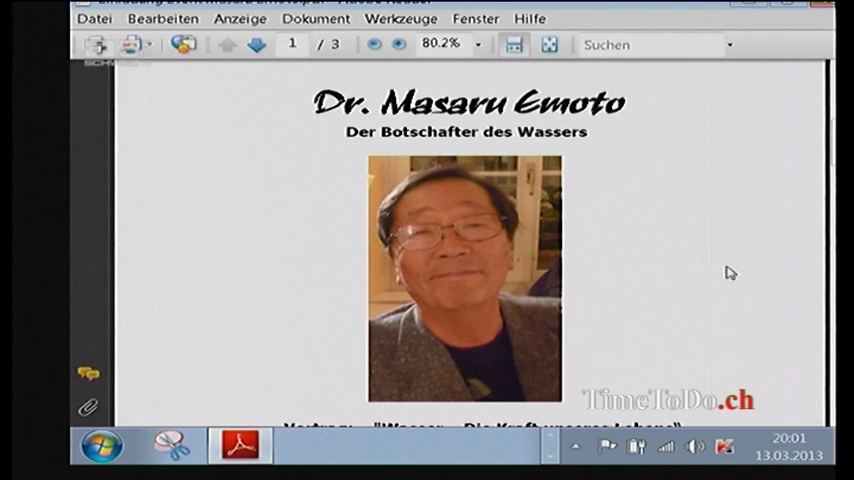 Datei Bearbeiten Anzeige Dokument Werkzeuge Fenster Hilfe
1 / 3 80.2% Suchen
Dr. Masaru Emoto
Der Botschafter des Wassers
TimeToDo.ch
20:01
13.03.2013